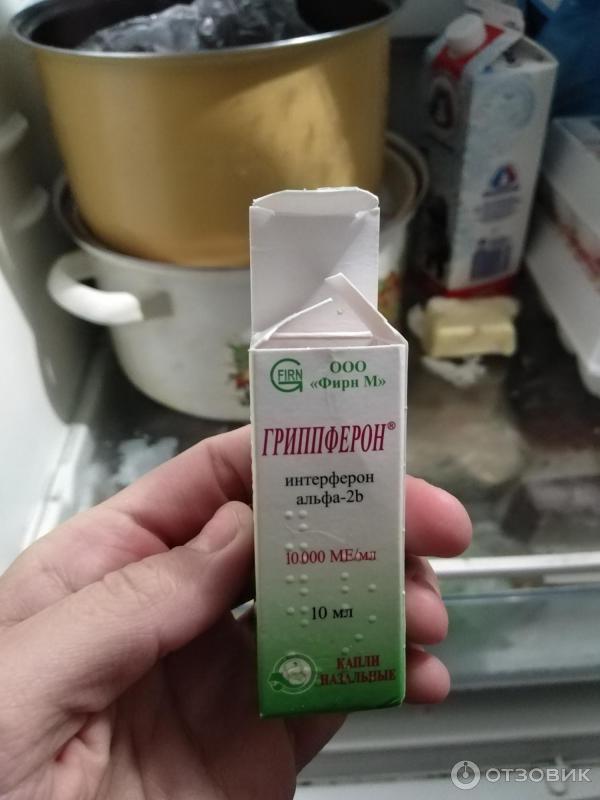 FIRN
ООО
«Фирн М»
ГРИППФЕРОН®
интерферон
альфа-2b
10 000 МЕ/мл
10 мл
КАПЛИ
НАЗАЛЬНЫЕ
ОТЗОВИК